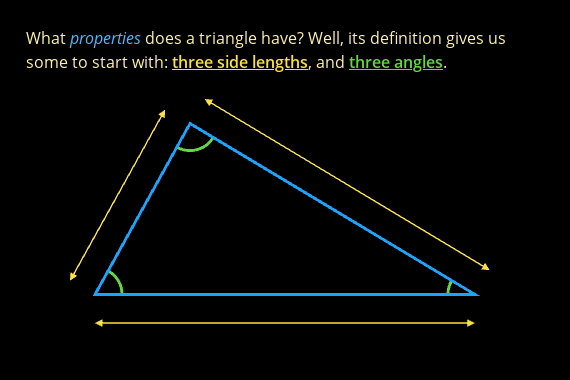 What properties does a triangle have? Well, its definition gives us
some to start with: three side lengths, and three angles.